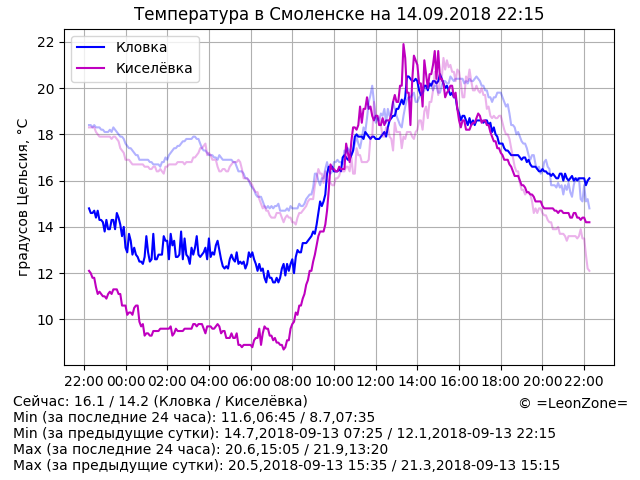 Температура в Смоленске на 14.09.2018 22:15
Кловка
Киселёвка
градусов Цельсия, °C
22
20
18
16
14
12
10
22:00 00:00 02:00 04:00 06:00 08:00 10:00 12:00 14:00 16:00 18:00 20:00 22:00
Сейчас: 16.1 / 14.2 (Кловка / Киселёвка)
© =LeonZone=
Min (за последние 24 часа): 11.6,06:45 / 8.7,07:35
Min (за предыдущие сутки): 14.7,2018-09-13 07:25 / 12.1,2018-09-13 22:15
Max (за последние 24 часа): 20.6,15:05 / 21.9,13:20
Max (за предыдущие сутки): 20.5,2018-09-13 15:35 / 21.3,2018-09-13 15:15